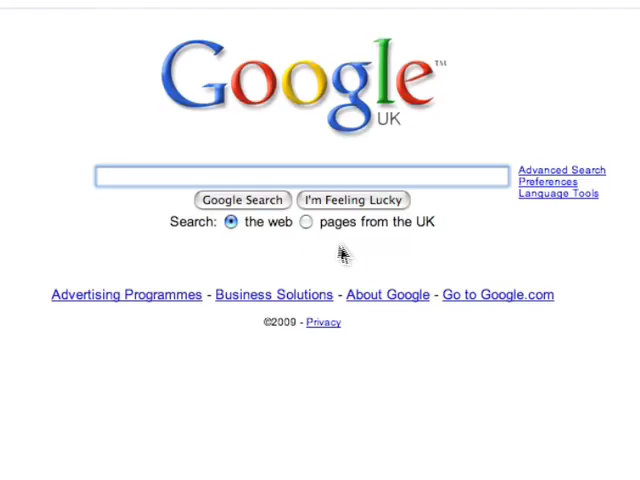 Google™
UK
Advanced Search
Preferences
Language Tools
Google Search I'm Feeling Lucky
Search: the web pages from the UK
Advertising Programmes - Business Solutions - About Google - Go to Google.com
©2009 - Privacy